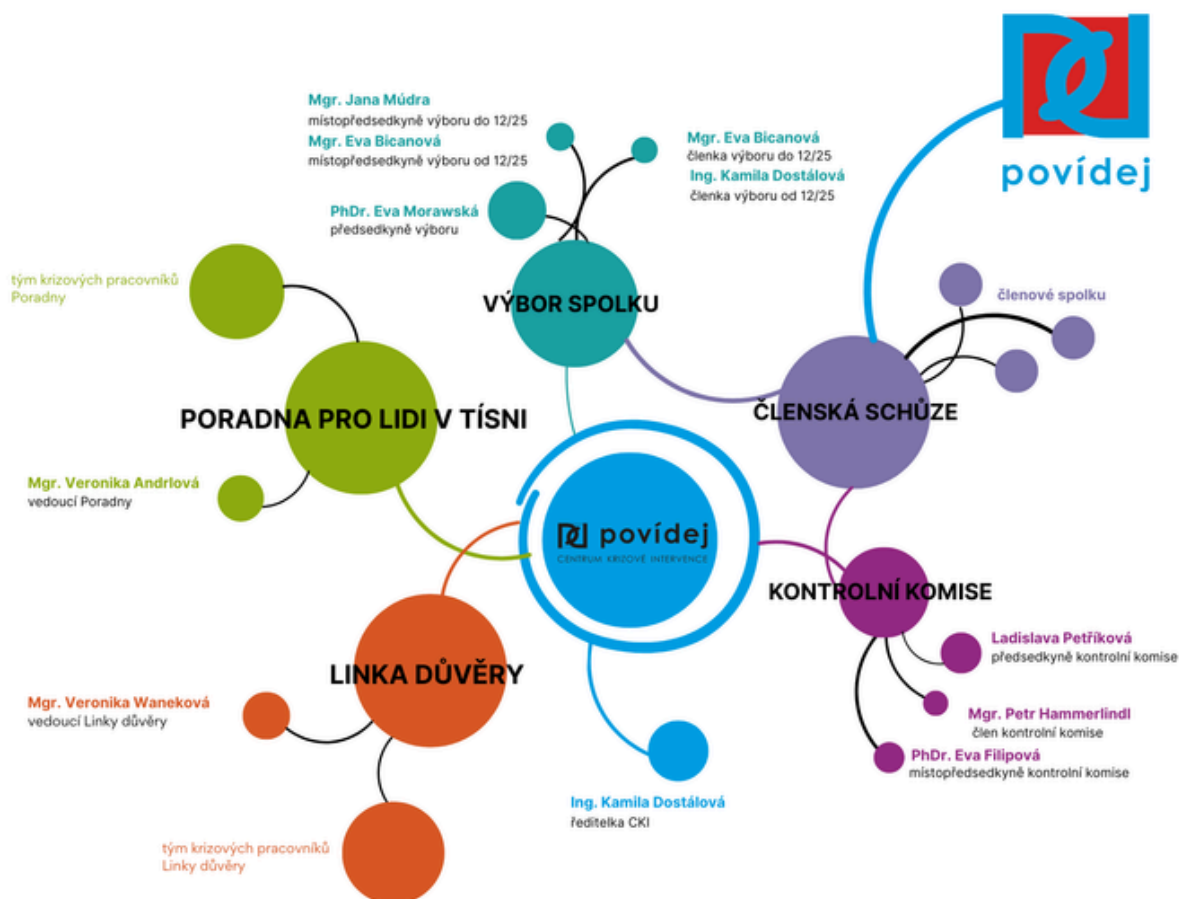 povídej
Mgr. Jana Múdra
místopředsedkyně výboru do 12/25
Mgr. Eva Bicanová
místopředsedkyně výboru od 12/25
Mgr. Eva Bicanová
členka výboru do 12/25
Ing. Kamila Dostálová
členka výboru od 12/25
PhDr. Eva Morawská
předsedkyně výboru
tým krizových pracovníků
Poradny
VÝBOR SPOLKU
členové spolku
PORADNA PRO LIDI V TÍSNI
ČLENSKÁ SCHŮZE
Mgr. Veronika Andrlová
vedoucí Poradny
povídej
CENTRUM KRIZOVÉ INTERVENCE
KONTROLNÍ KOMISE
Ladislava Petříková
předsedkyně kontrolní komise
LINKA DŮVĚRY
Mgr. Veronika Waneková
vedoucí Linky důvěry
Mgr. Petr Hammerlindl
člen kontrolní komise
PhDr. Eva Filipová
místopředsedkyně kontrolní komise
Ing. Kamila Dostálová
ředitelka CKI
tým krizových pracovníků
Linky důvěry